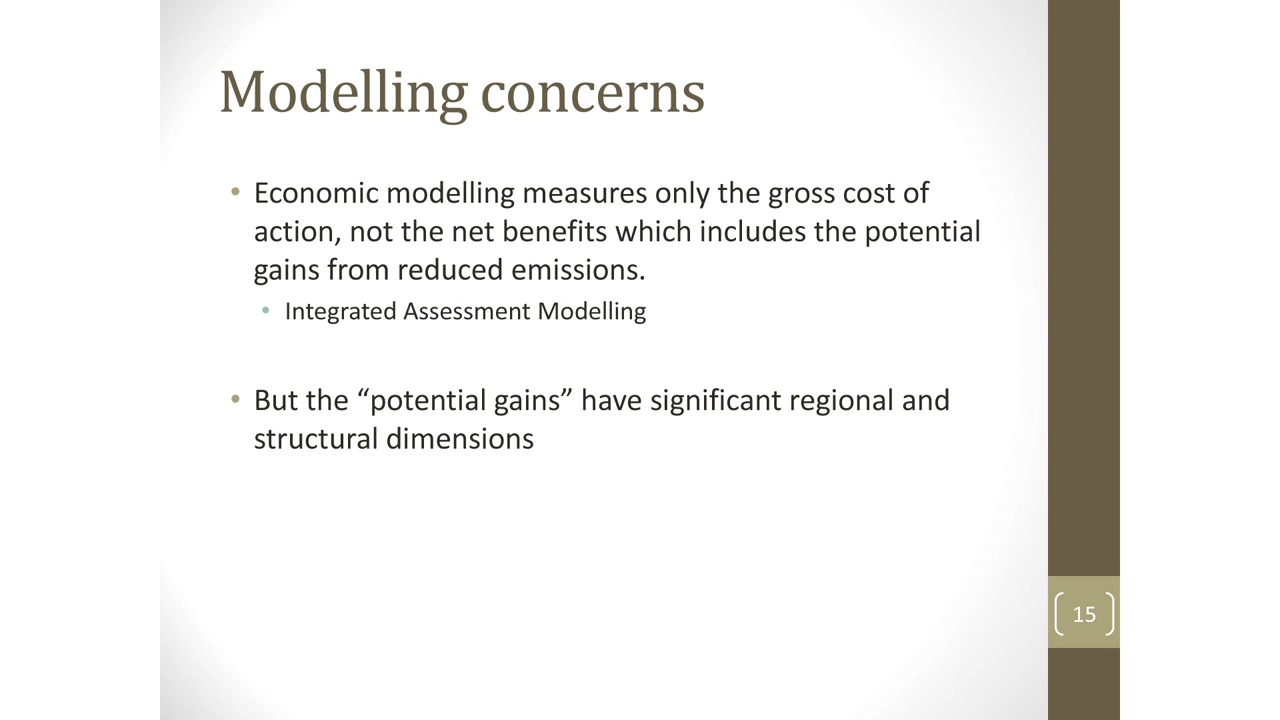 Modelling concerns
• Economic modelling measures only the gross cost of
action, not the net benefits which includes the potential
gains from reduced emissions.
• Integrated Assessment Modelling
• But the “potential gains” have significant regional and
structural dimensions
15